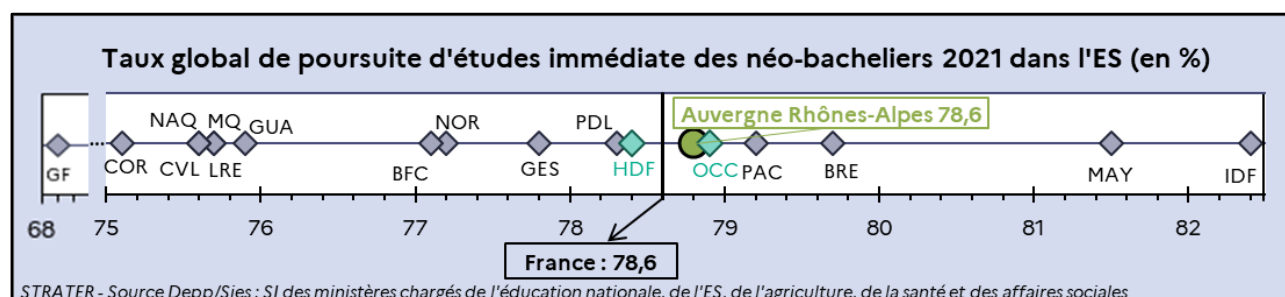 Taux global de poursuite d'études immédiate des néo-bacheliers 2021 dans l'ES (en %)
Auvergne Rhônes-Alpes 78,6
NAQ MQ GUA NOR PDL
GF COR CVL LRE BFC GES HDF OCC PAC BRE MAY IDF
68 75 76 77 78 79 80 81 82
France : 78,6
STRATER - Source Depp/Sies : SI des ministères chargés de l'éducation nationale, de l'ES, de l'agriculture, de la santé et des affaires sociales